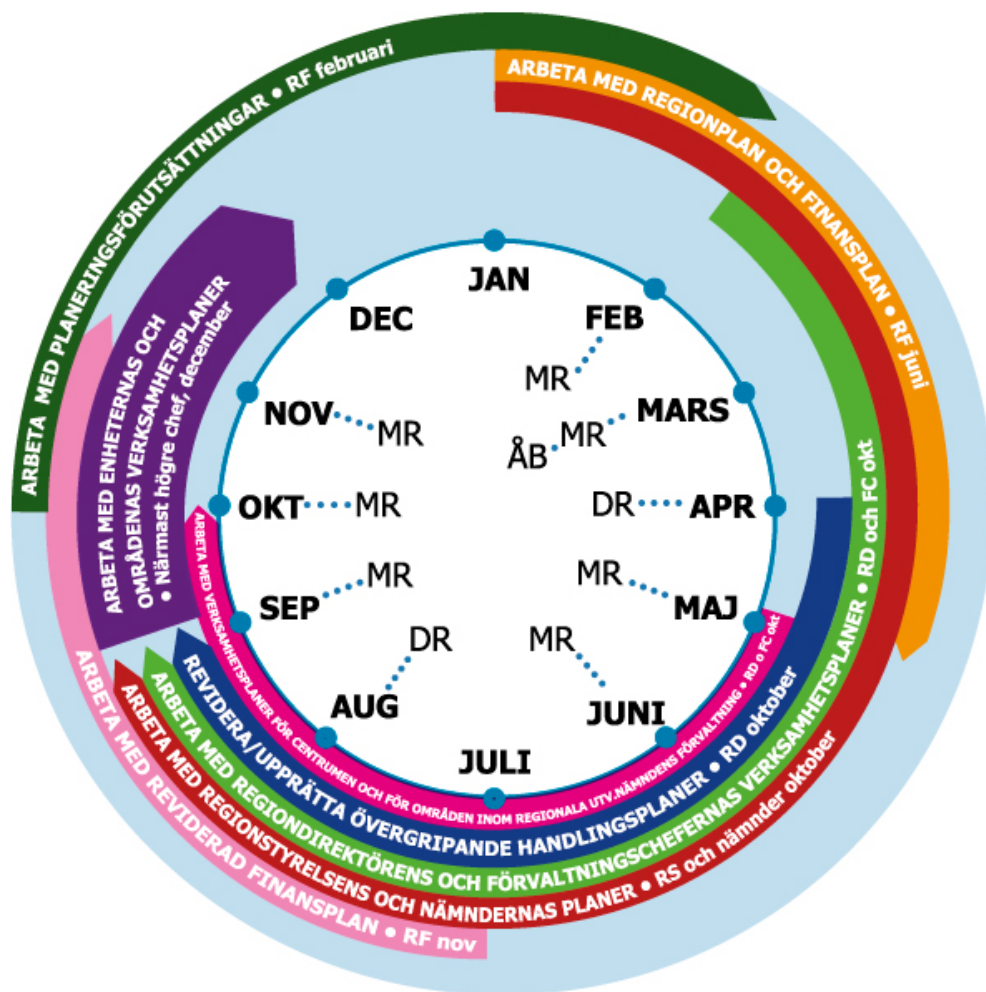 ARBETA MED PLANERINGSFÖRUTSÄTTNINGAR ● RF februari
ARBETA MED REGIONPLAN OCH FINANSPLAN ● RF juni
ARBETA MED ENHETERNAS OCH
OMRÅDENAS VERKSAMHETSPLANER
● Närmast högre chef, december
JAN
FEB
MR
MARS
MR
ÅB
APR
DR
MAJ
MR
JUNI
MR
JULI
AUG
DR
SEP
MR
OKT
MR
NOV
MR
DEC
ARBETA MED VERKSAMHETSPLANER FÖR CENTRUMEN OCH FÖR OMRÅDEN INOM REGIONALA UTV.NÄMNDENS FÖRVALTNING ● RD o FC okt
REVIDERA/UPPRÄTTA ÖVERGRIPANDE HANDLINGSPLANER ● RD oktober
ARBETA MED REGIONDIREKTÖRENS OCH FÖRVALTNINGSCHEFERNAS VERKSAMHETSPLANER ● RD och FC okt
ARBETA MED REGIONSTYRELSENS OCH NÄMNDERNAS PLANER ● RS och nämnder oktober
ARBETA MED REVIDERAD FINANSPLAN ● RF nov